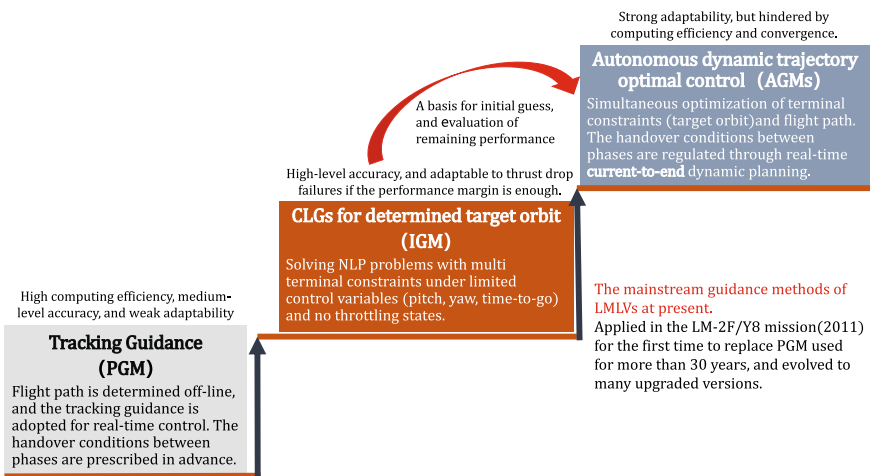 Strong adaptability, but hindered by
computing efficiency and convergence.
Autonomous dynamic trajectory
optimal control (AGMs)
Simultaneous optimization of terminal
constraints (target orbit)and flight path.
The handover conditions between
phases are regulated through real-time
current-to-end dynamic planning.
A basis for initial guess,
and evaluation of
remaining performance
High-level accuracy, and adaptable to thrust drop
failures if the performance margin is enough.
CLGs for determined target orbit
(IGM)
Solving NLP problems with multi
terminal constraints under limited
control variables (pitch, yaw, time-to-go)
and no throttling states.
The mainstream guidance methods of
LMLVs at present.
Applied in the LM-2F/Y8 mission(2011)
for the first time to replace PGM used
for more than 30 years, and evolved to
many upgraded versions.
High computing efficiency, medium-
level accuracy, and weak adaptability
Tracking Guidance
(PGM)
Flight path is determined off-line,
and the tracking guidance is
adopted for real-time control. The
handover conditions between
phases are prescribed in advance.